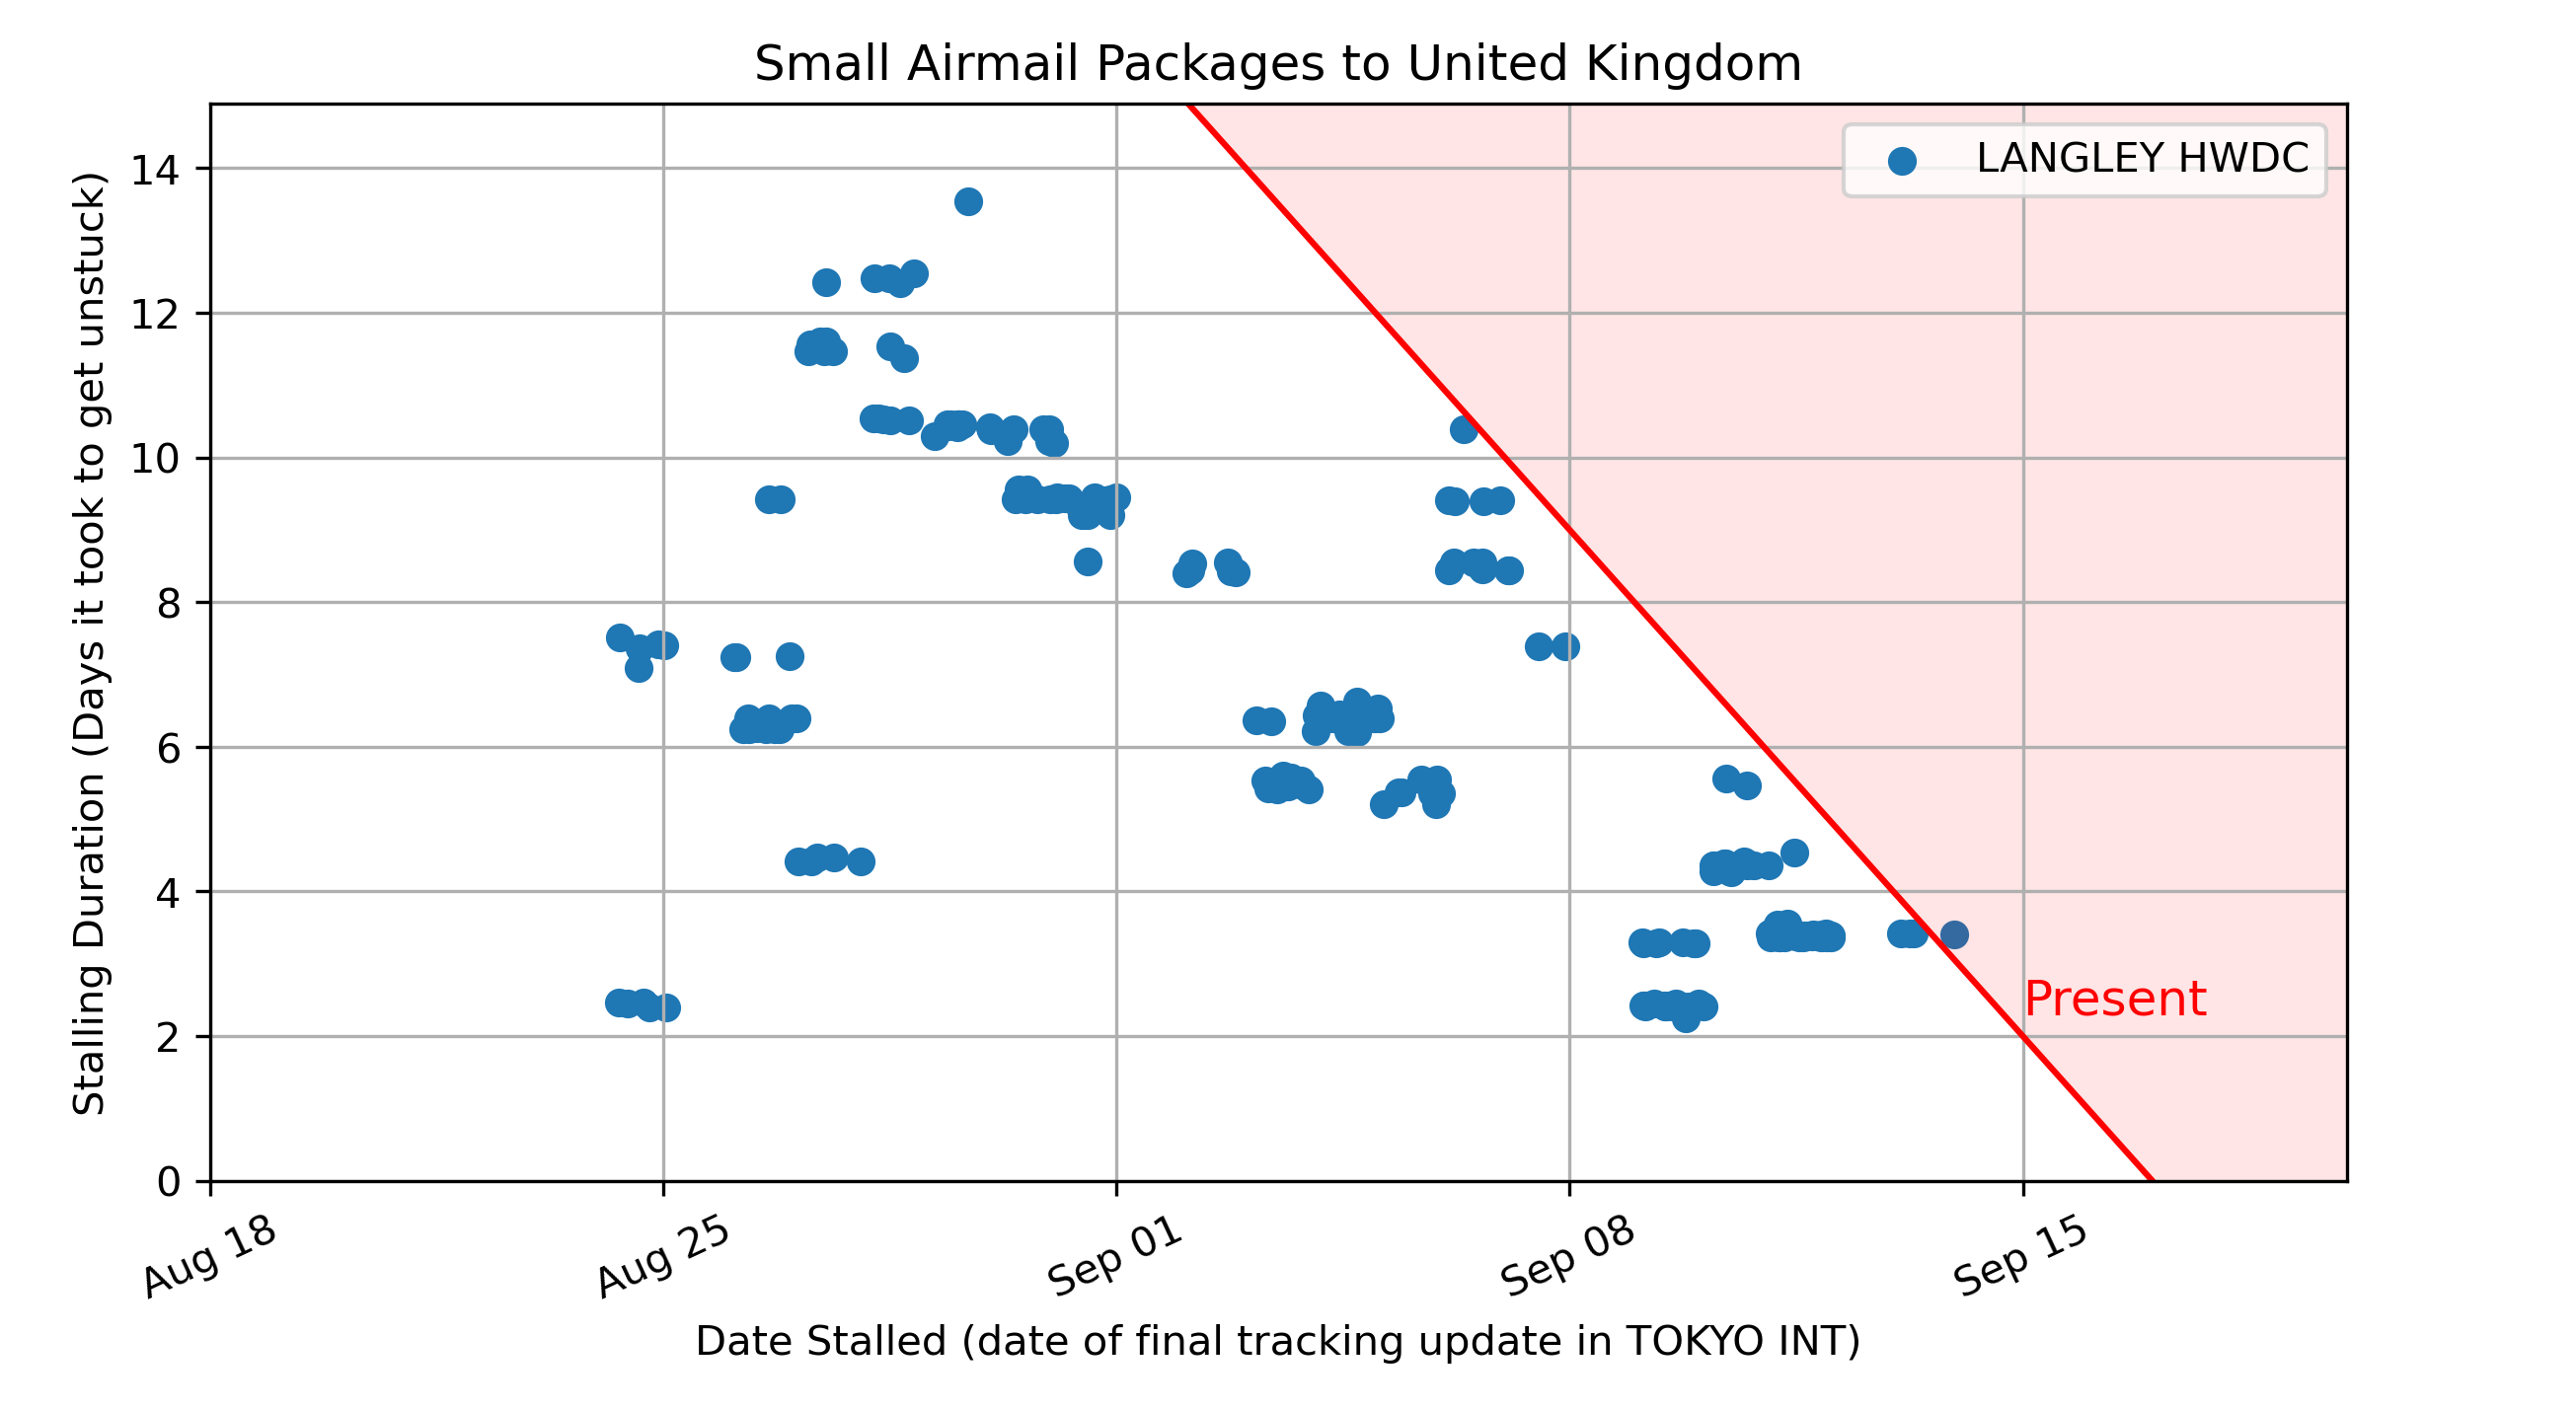 Small Airmail Packages to United Kingdom
LANGLEY HWDC
Stalling Duration (Days it took to get unstuck)
14
12
10
8
6
4
2
0
Present
Aug 18
Aug 25
Sep 01
Sep 08
Sep 15
Date Stalled (date of final tracking update in TOKYO INT)